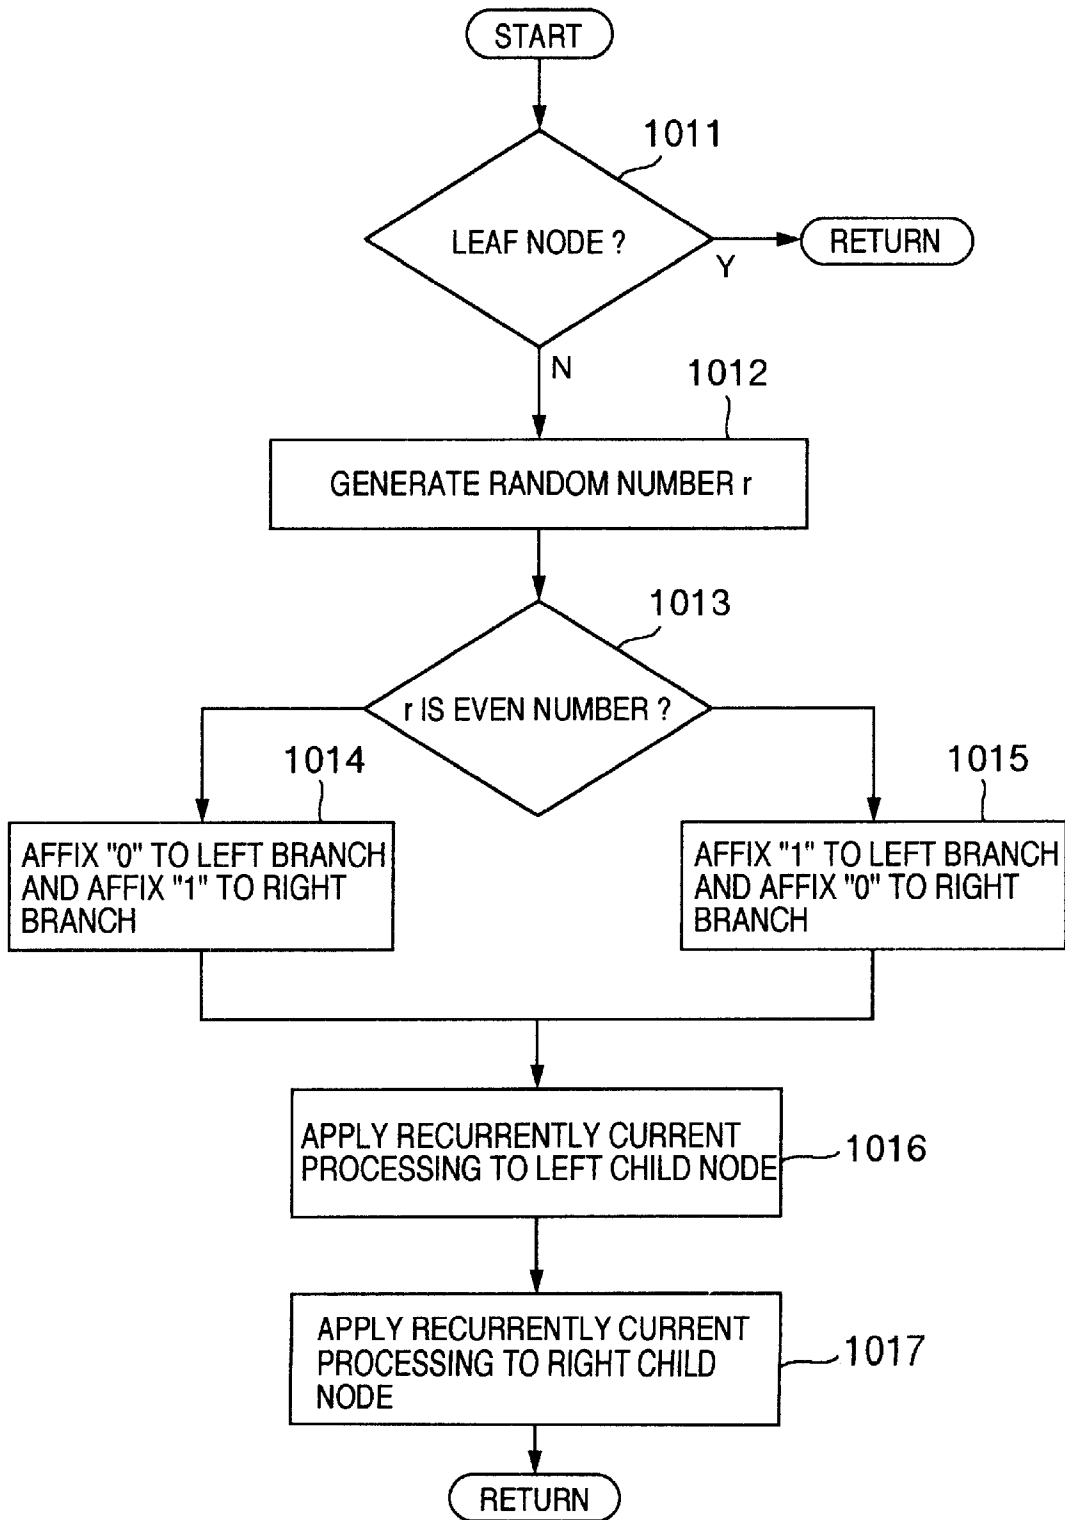 START
1011
LEAF NODE ?
Y
RETURN
N
1012
GENERATE RANDOM NUMBER r
1013
r IS EVEN NUMBER ?
1014
AFFIX "0" TO LEFT BRANCH
AND AFFIX "1" TO RIGHT
BRANCH
1015
AFFIX "1" TO LEFT BRANCH
AND AFFIX "0" TO RIGHT
BRANCH
APPLY RECURRENTLY CURRENT
PROCESSING TO LEFT CHILD NODE
1016
APPLY RECURRENTLY CURRENT
PROCESSING TO RIGHT CHILD
NODE
1017
RETURN